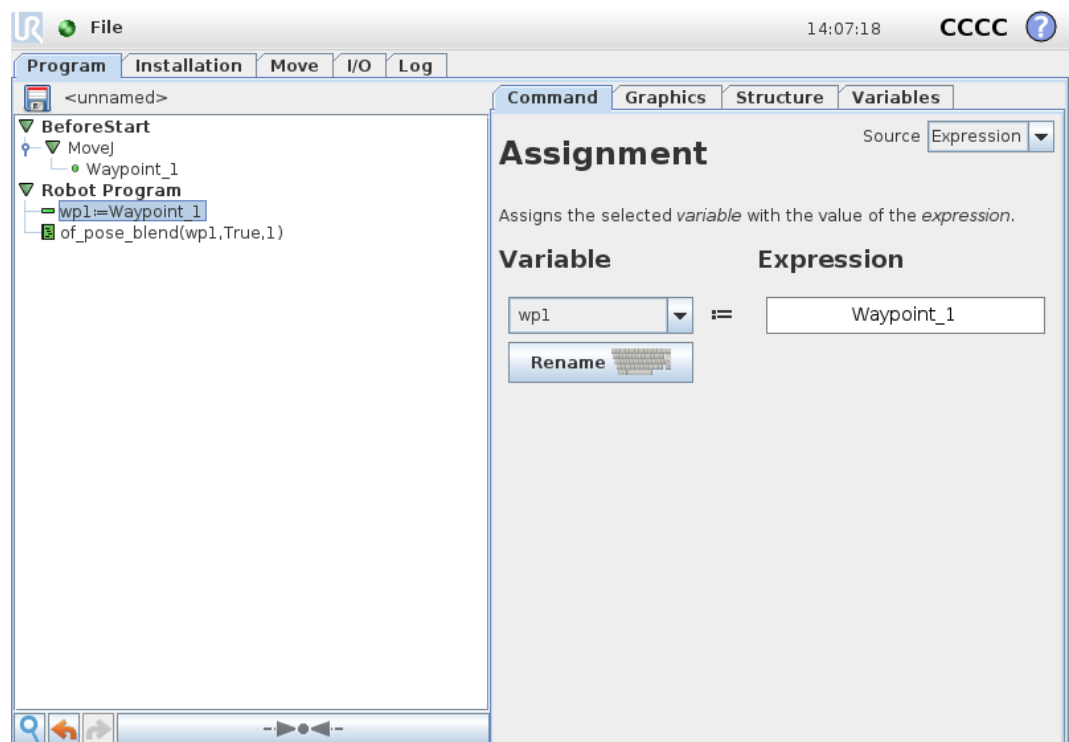 UR File 14:07:18 CCCC ?
Program Installation Move I/O Log
<unnamed>
BeforeStart
MoveJ
Waypoint_1
Robot Program
wp1:=Waypoint_1
of_pose_blend(wp1,True,1)
Command Graphics Structure Variables
Source Expression
Assignment
Assigns the selected variable with the value of the expression.
Variable Expression
wp1 := Waypoint_1
Rename